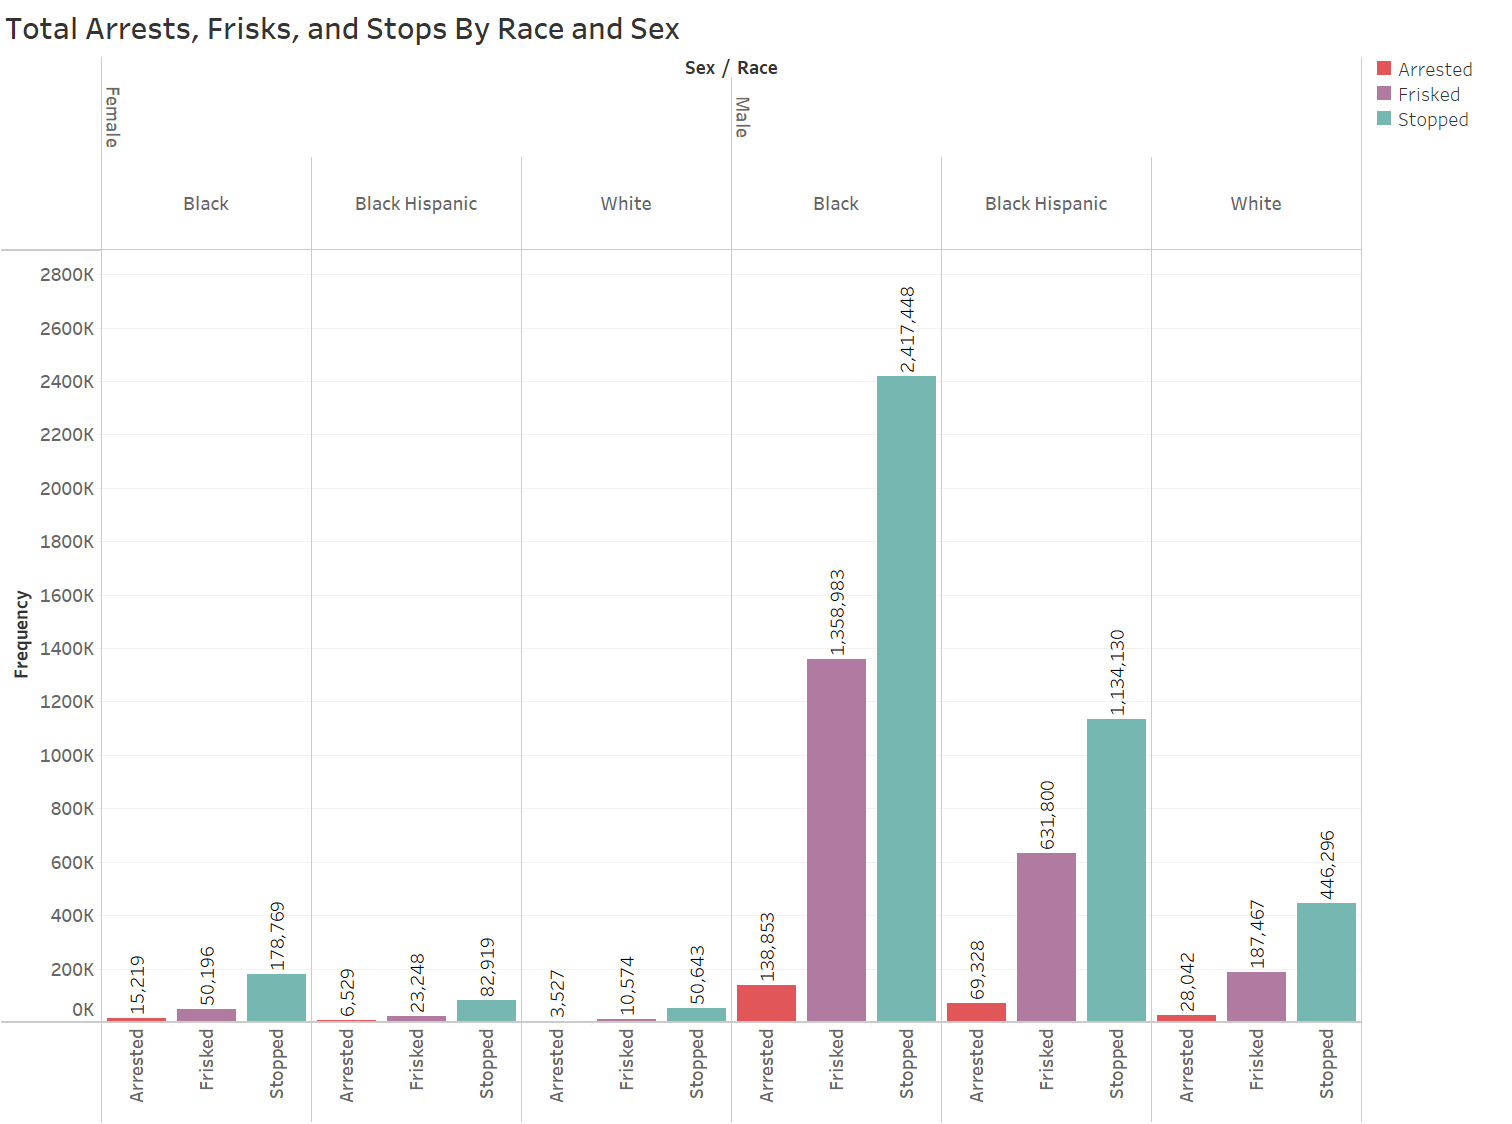 Total Arrests, Frisks, and Stops By Race and Sex
Sex / Race
Arrested
Frisked
Stopped
Female
Male
Black
Black Hispanic
White
Black
Black Hispanic
White
Frequency
2800K
2600K
2400K
2200K
2000K
1800K
1600K
1400K
1200K
1000K
800K
600K
400K
200K
0K
15,219
50,196
178,769
6,529
23,248
82,919
3,527
10,574
50,643
138,853
1,358,983
2,417,448
69,328
631,800
1,134,130
28,042
187,467
446,296
Arrested
Frisked
Stopped
Arrested
Frisked
Stopped
Arrested
Frisked
Stopped
Arrested
Frisked
Stopped
Arrested
Frisked
Stopped
Arrested
Frisked
Stopped